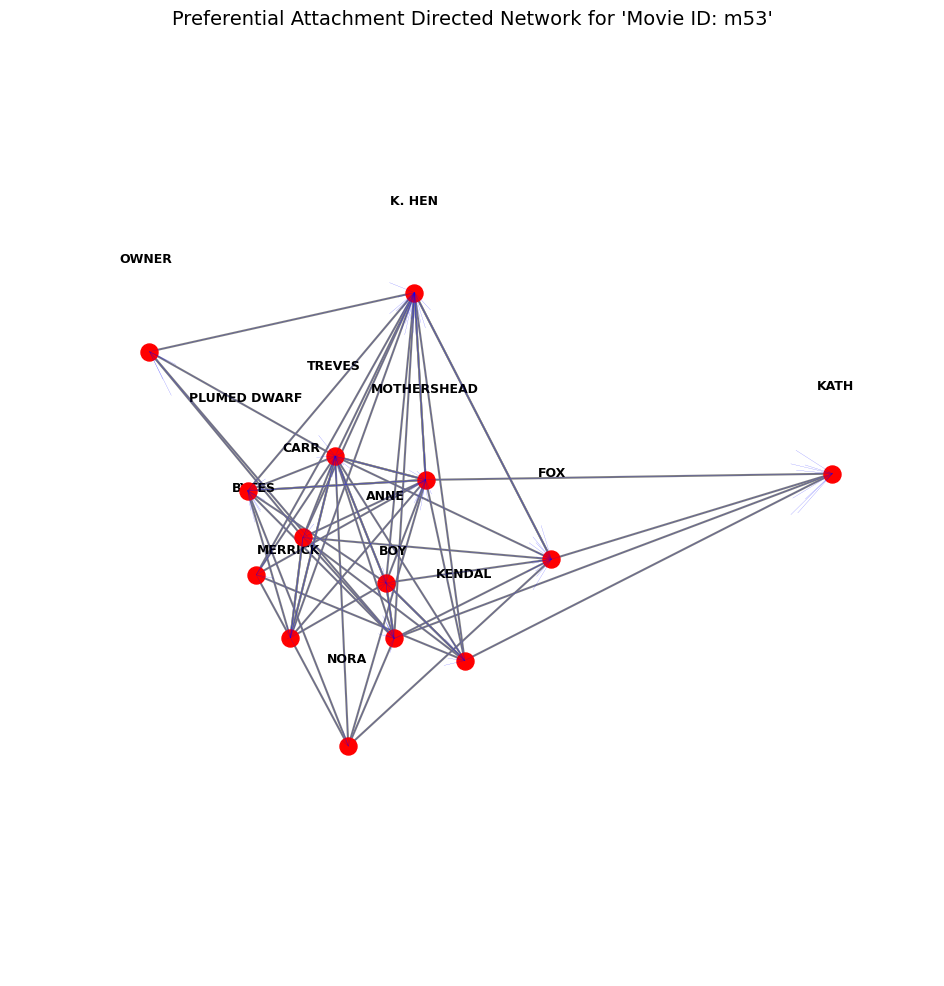 Preferential Attachment Directed Network for 'Movie ID: m53'
K. HEN
OWNER
TREVES
KATH
MOTHERSHEAD
PLUMED DWARF
CARR
FOX
BYTES
ANNE
MERRICK
BOY
KENDAL
NORA